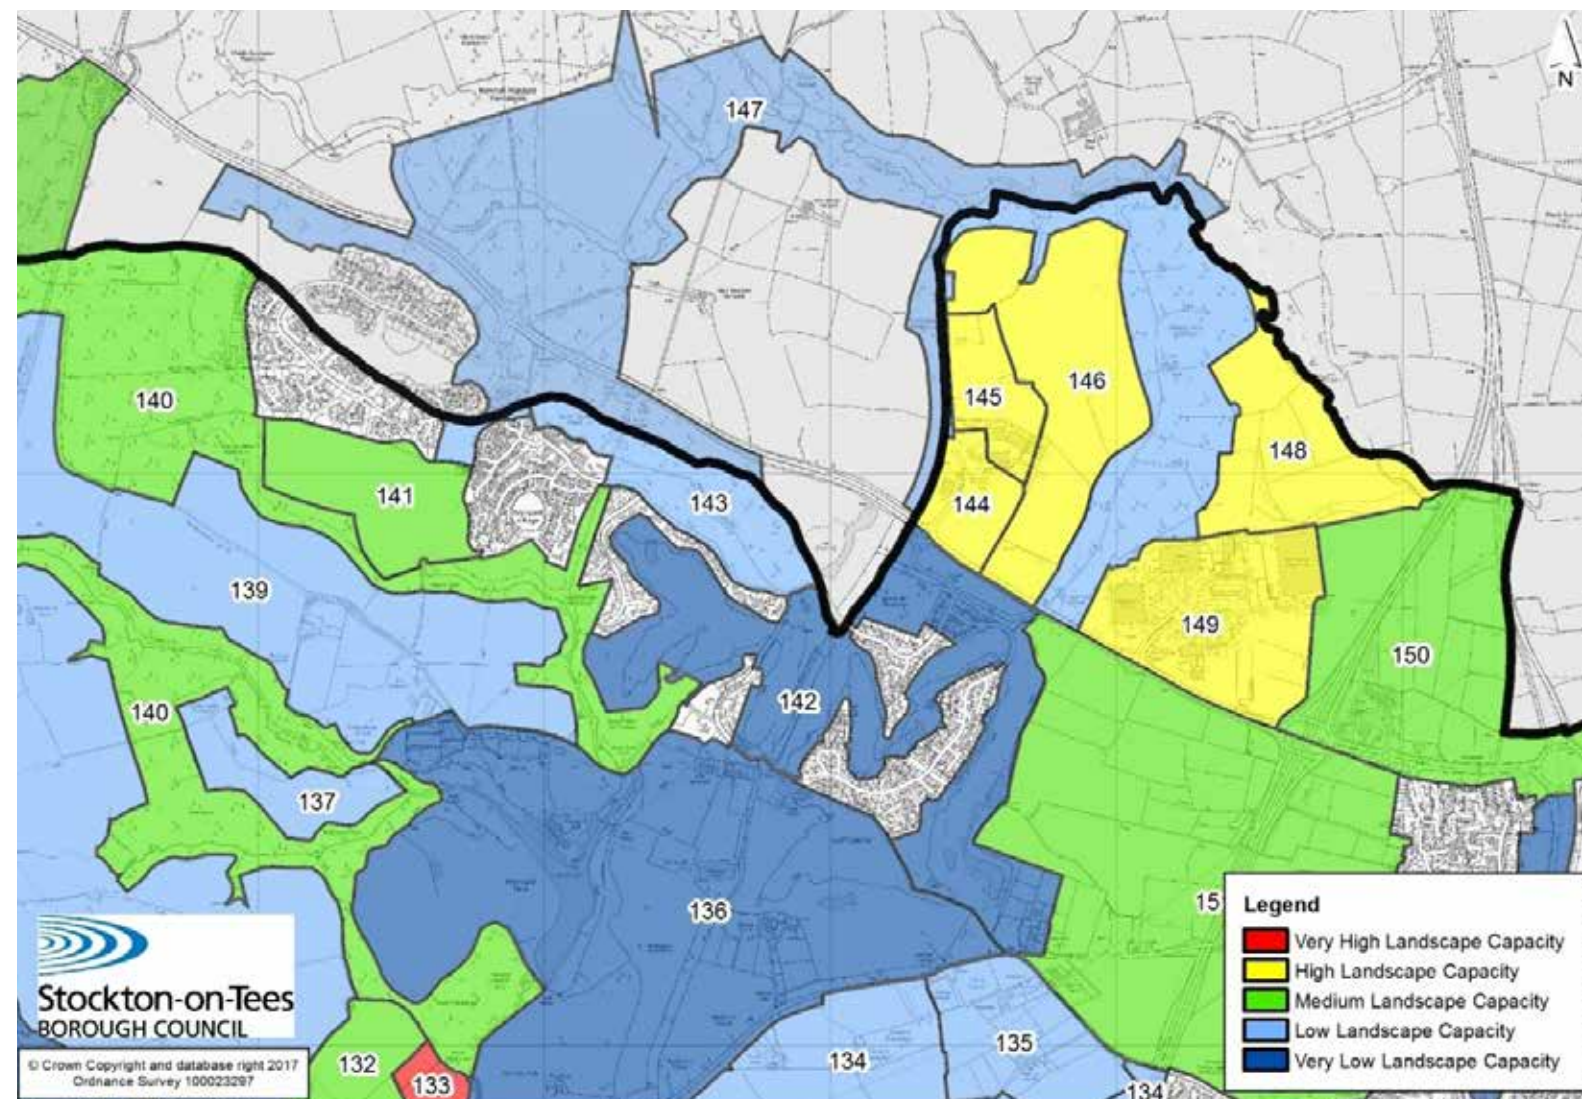 N
147
140
145
146
148
141
143
144
139
149
150
142
140
137
136
15
132
133
134
135
134
Legend
Very High Landscape Capacity
High Landscape Capacity
Medium Landscape Capacity
Low Landscape Capacity
Very Low Landscape Capacity
Stockton-on-Tees
BOROUGH COUNCIL
© Crown Copyright and database right 2017
Ordnance Survey 100023297